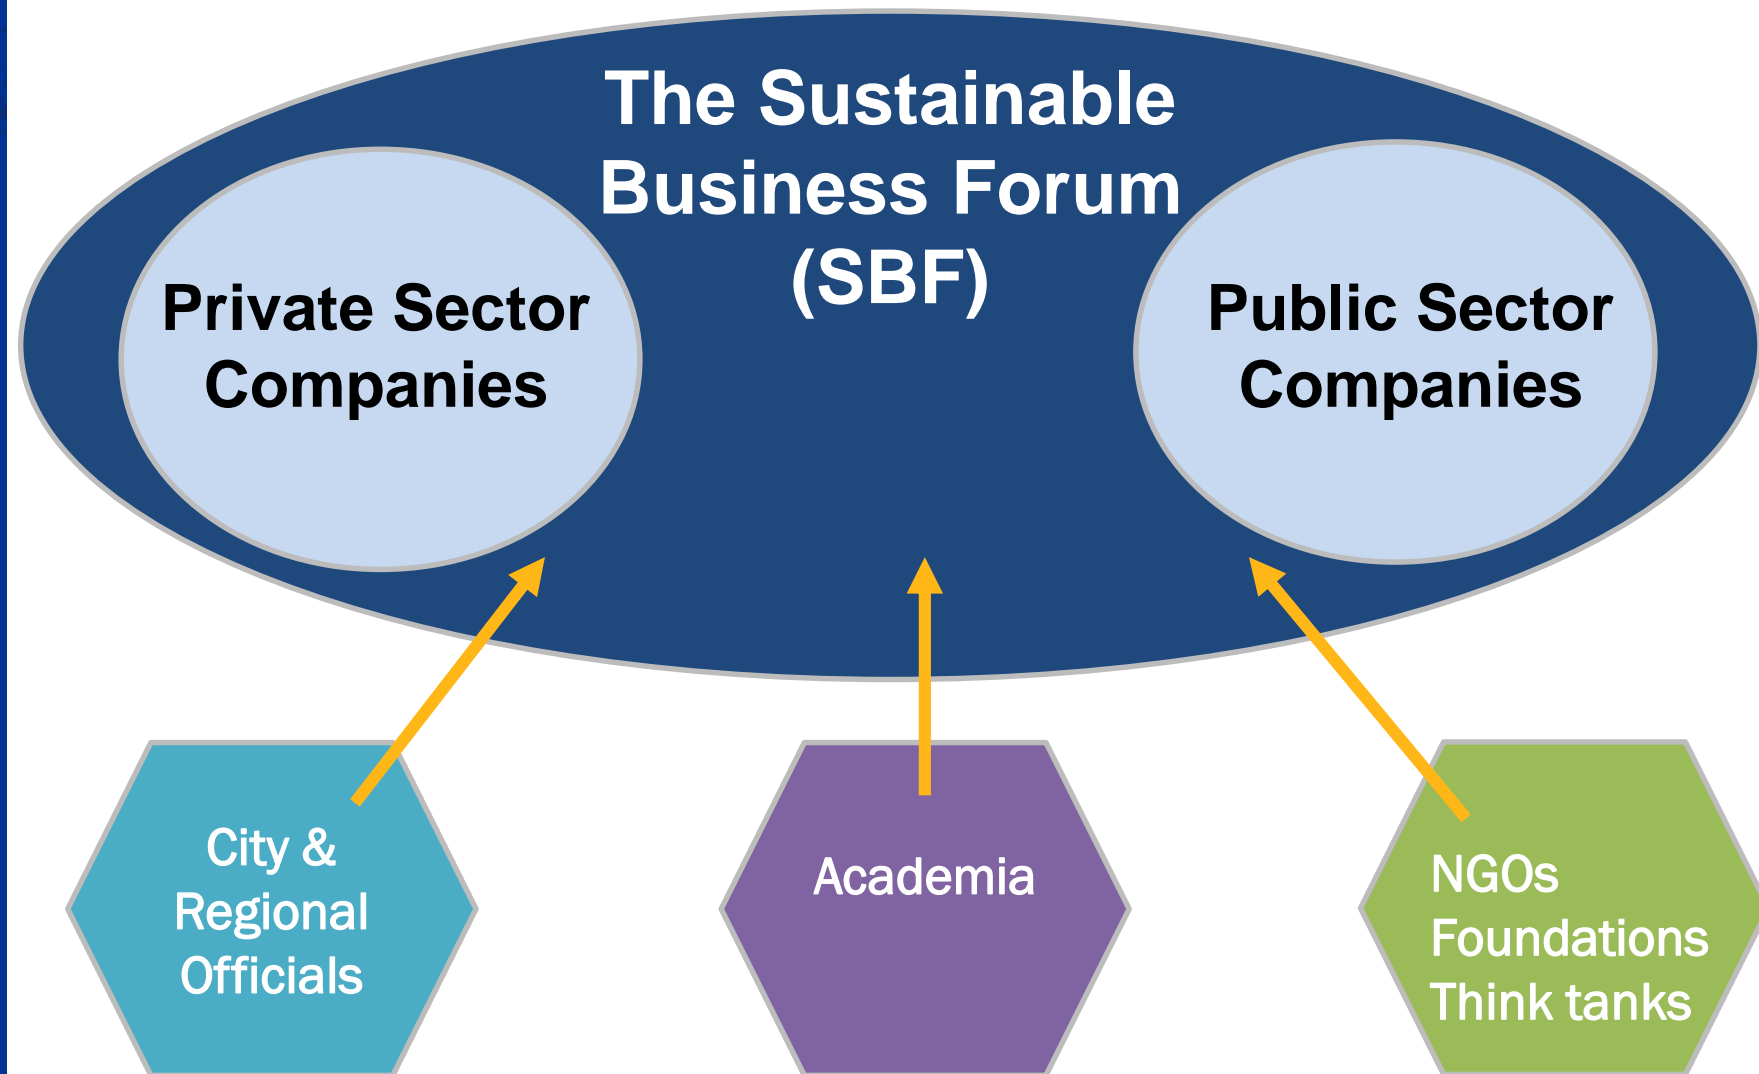 The Sustainable
Business Forum
(SBF)
Private Sector
Companies
Public Sector
Companies
City &
Regional
Officials
Academia
NGOs
Foundations
Think tanks